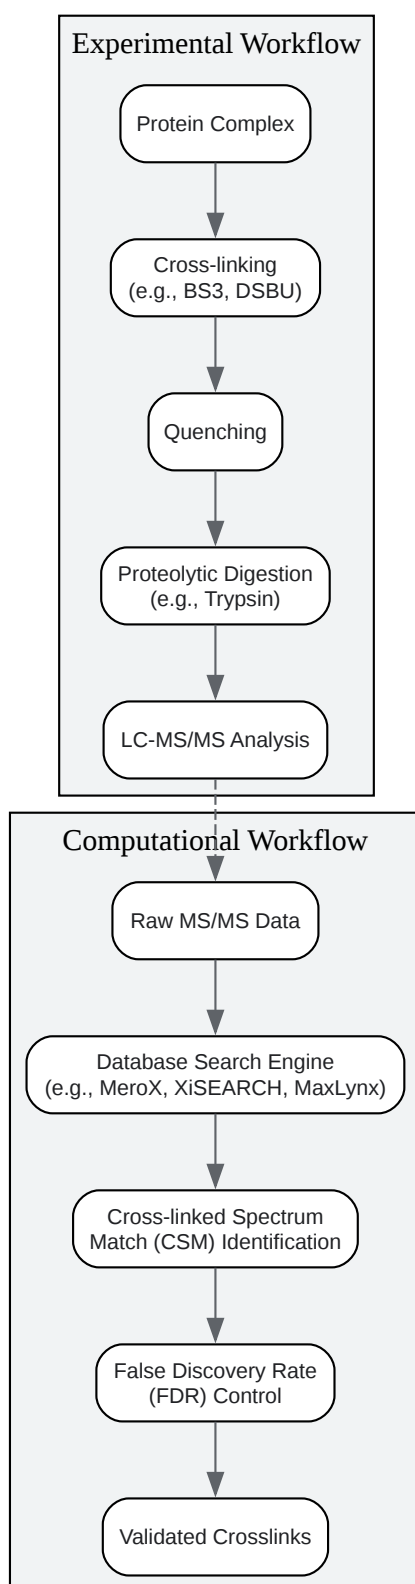 Experimental Workflow
Protein Complex
Cross-linking
(e.g., BS3, DSBU)
Quenching
Proteolytic Digestion
(e.g., Trypsin)
LC-MS/MS Analysis
Computational Workflow
Raw MS/MS Data
Database Search Engine
(e.g., MeroX, XiSEARCH, MaxLynx)
Cross-linked Spectrum
Match (CSM) Identification
False Discovery Rate
(FDR) Control
Validated Crosslinks